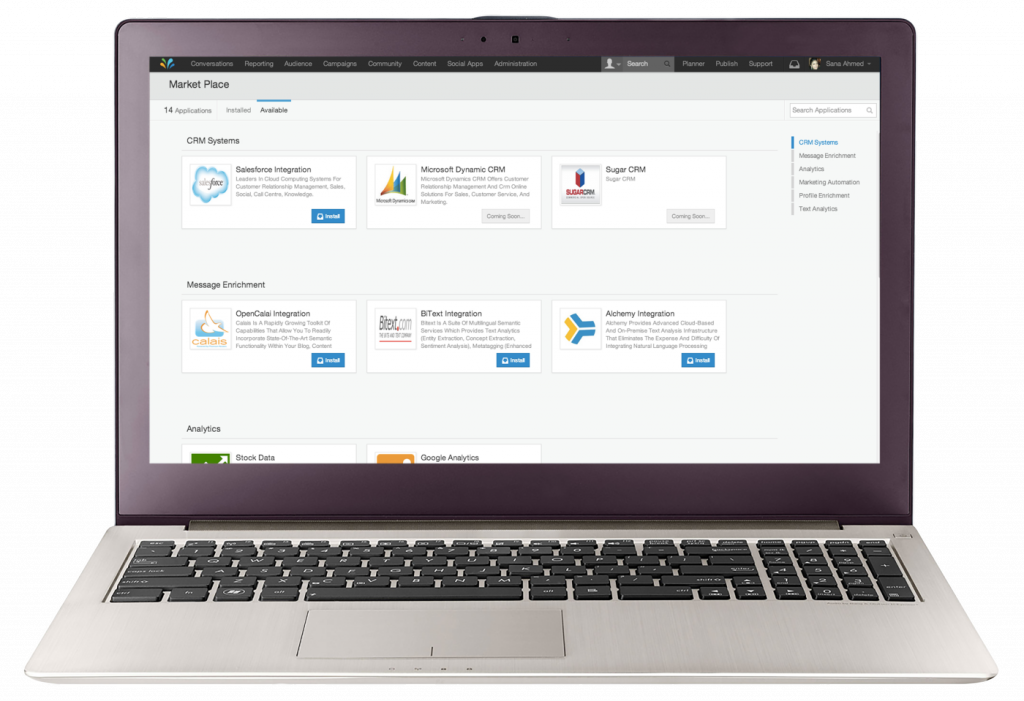 Conversations Reporting Audience Campaigns Community Content Social Apps Administration Search Planner Publish Support Sana Ahmed
Market Place
14 Applications Installed Available Search Applications
CRM Systems
salesforce
Salesforce Integration
Leaders In Cloud Computing Systems For
Customer Relationship Management, Sales,
Social, Call Centre, Knowledge.
Install
Microsoft Dynamics CRM
Microsoft Dynamic CRM
Microsoft Dynamics CRM Offers Customer
Relationship Management And Crm Online
Solutions For Sales, Customer Service, And
Marketing.
Coming Soon...
SUGARCRM
Sugar CRM
Sugar CRM
Coming Soon...
CRM Systems
Message Enrichment
Analytics
Marketing Automation
Profile Enrichment
Text Analytics
Message Enrichment
calais
OpenCalai Integration
Calais Is A Rapidly Growing Toolkit Of
Capabilities That Allow You To Readily
Incorporate State-Of-The-Art Semantic
Functionality Within Your Blog, Content
Install
Bitext.com
BiText Integration
Bitext Is A Suite Of Multilingual Semantic
Services Which Provides Text Analytics
(Entity Extraction, Concept Extraction,
Sentiment Analysis), Metatagging (Enhanced
Install
Alchemy Integration
Alchemy Provides Advanced Cloud-Based
And On-Premise Text Analysis Infrastructure
That Eliminates The Expense And Difficulty Of
Integrating Natural Language Processing
Install
Analytics
Stock Data
Google Analytics